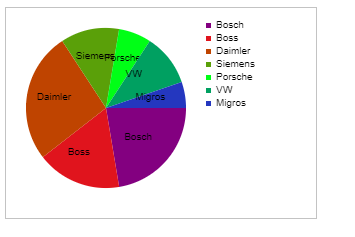 Siemens
Porsche
VW
Daimler
Migros
Bosch
Boss
Bosch
Boss
Daimler
Siemens
Porsche
VW
Migros